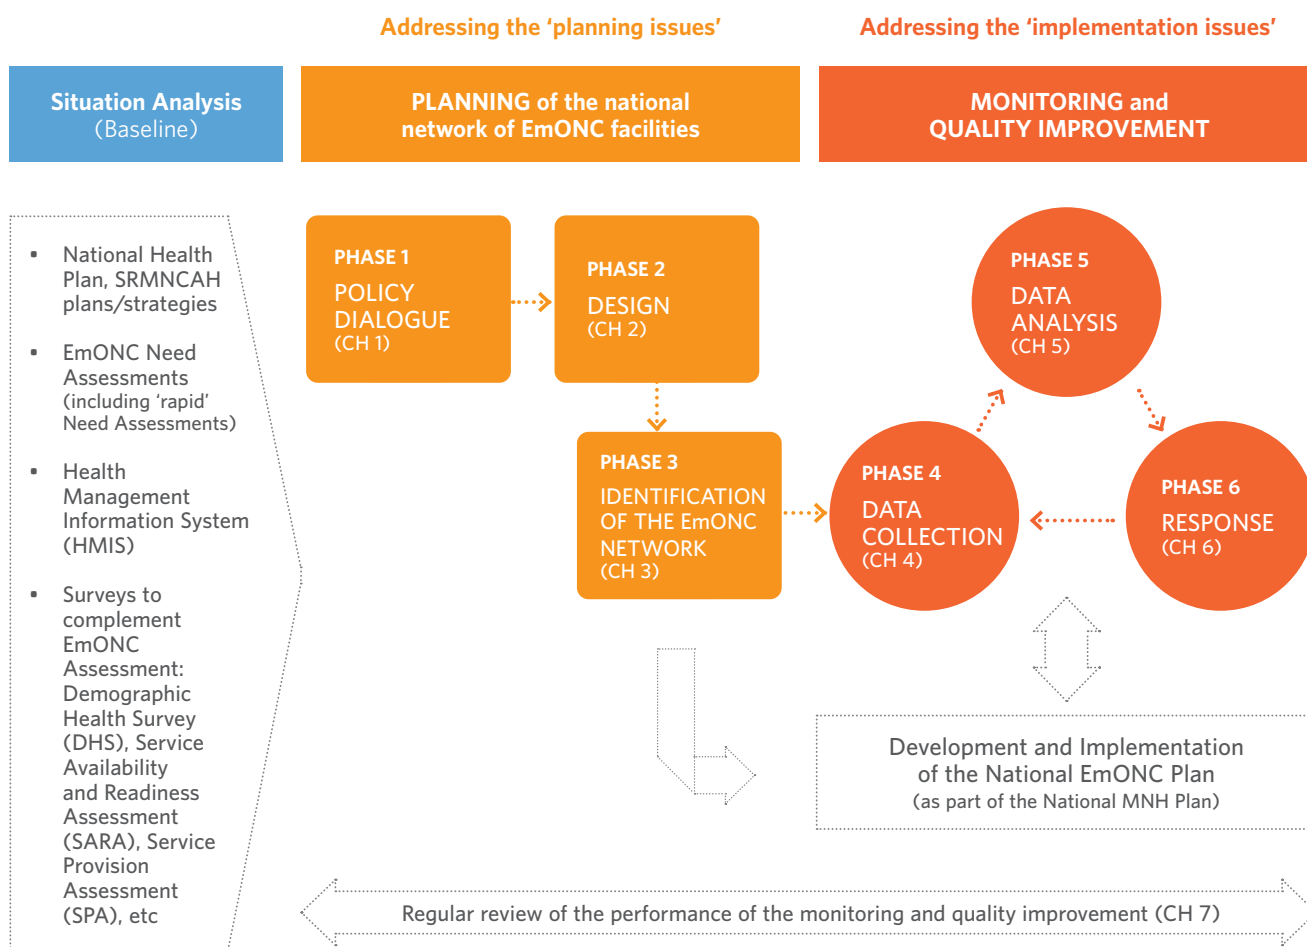 Addressing the ‘planning issues’
Addressing the ‘implementation issues’
Situation Analysis
(Baseline)
PLANNING of the national
network of EmONC facilities
MONITORING and
QUALITY IMPROVEMENT
▪ National Health
Plan, SRMNCAH
plans/strategies
▪ EmONC Need
Assessments
(including ‘rapid’
Need Assessments)
▪ Health
Management
Information System
(HMIS)
▪ Surveys to
complement
EmONC
Assessment:
Demographic
Health Survey
(DHS), Service
Availability
and Readiness
Assessment
(SARA), Service
Provision
Assessment
(SPA), etc
PHASE 1
POLICY
DIALOGUE
(CH 1)
PHASE 2
DESIGN
(CH 2)
PHASE 3
IDENTIFICATION
OF THE EmONC
NETWORK
(CH 3)
PHASE 4
DATA
COLLECTION
(CH 4)
PHASE 5
DATA
ANALYSIS
(CH 5)
PHASE 6
RESPONSE
(CH 6)
Development and Implementation
of the National EmONC Plan
(as part of the National MNH Plan)
Regular review of the performance of the monitoring and quality improvement (CH 7)